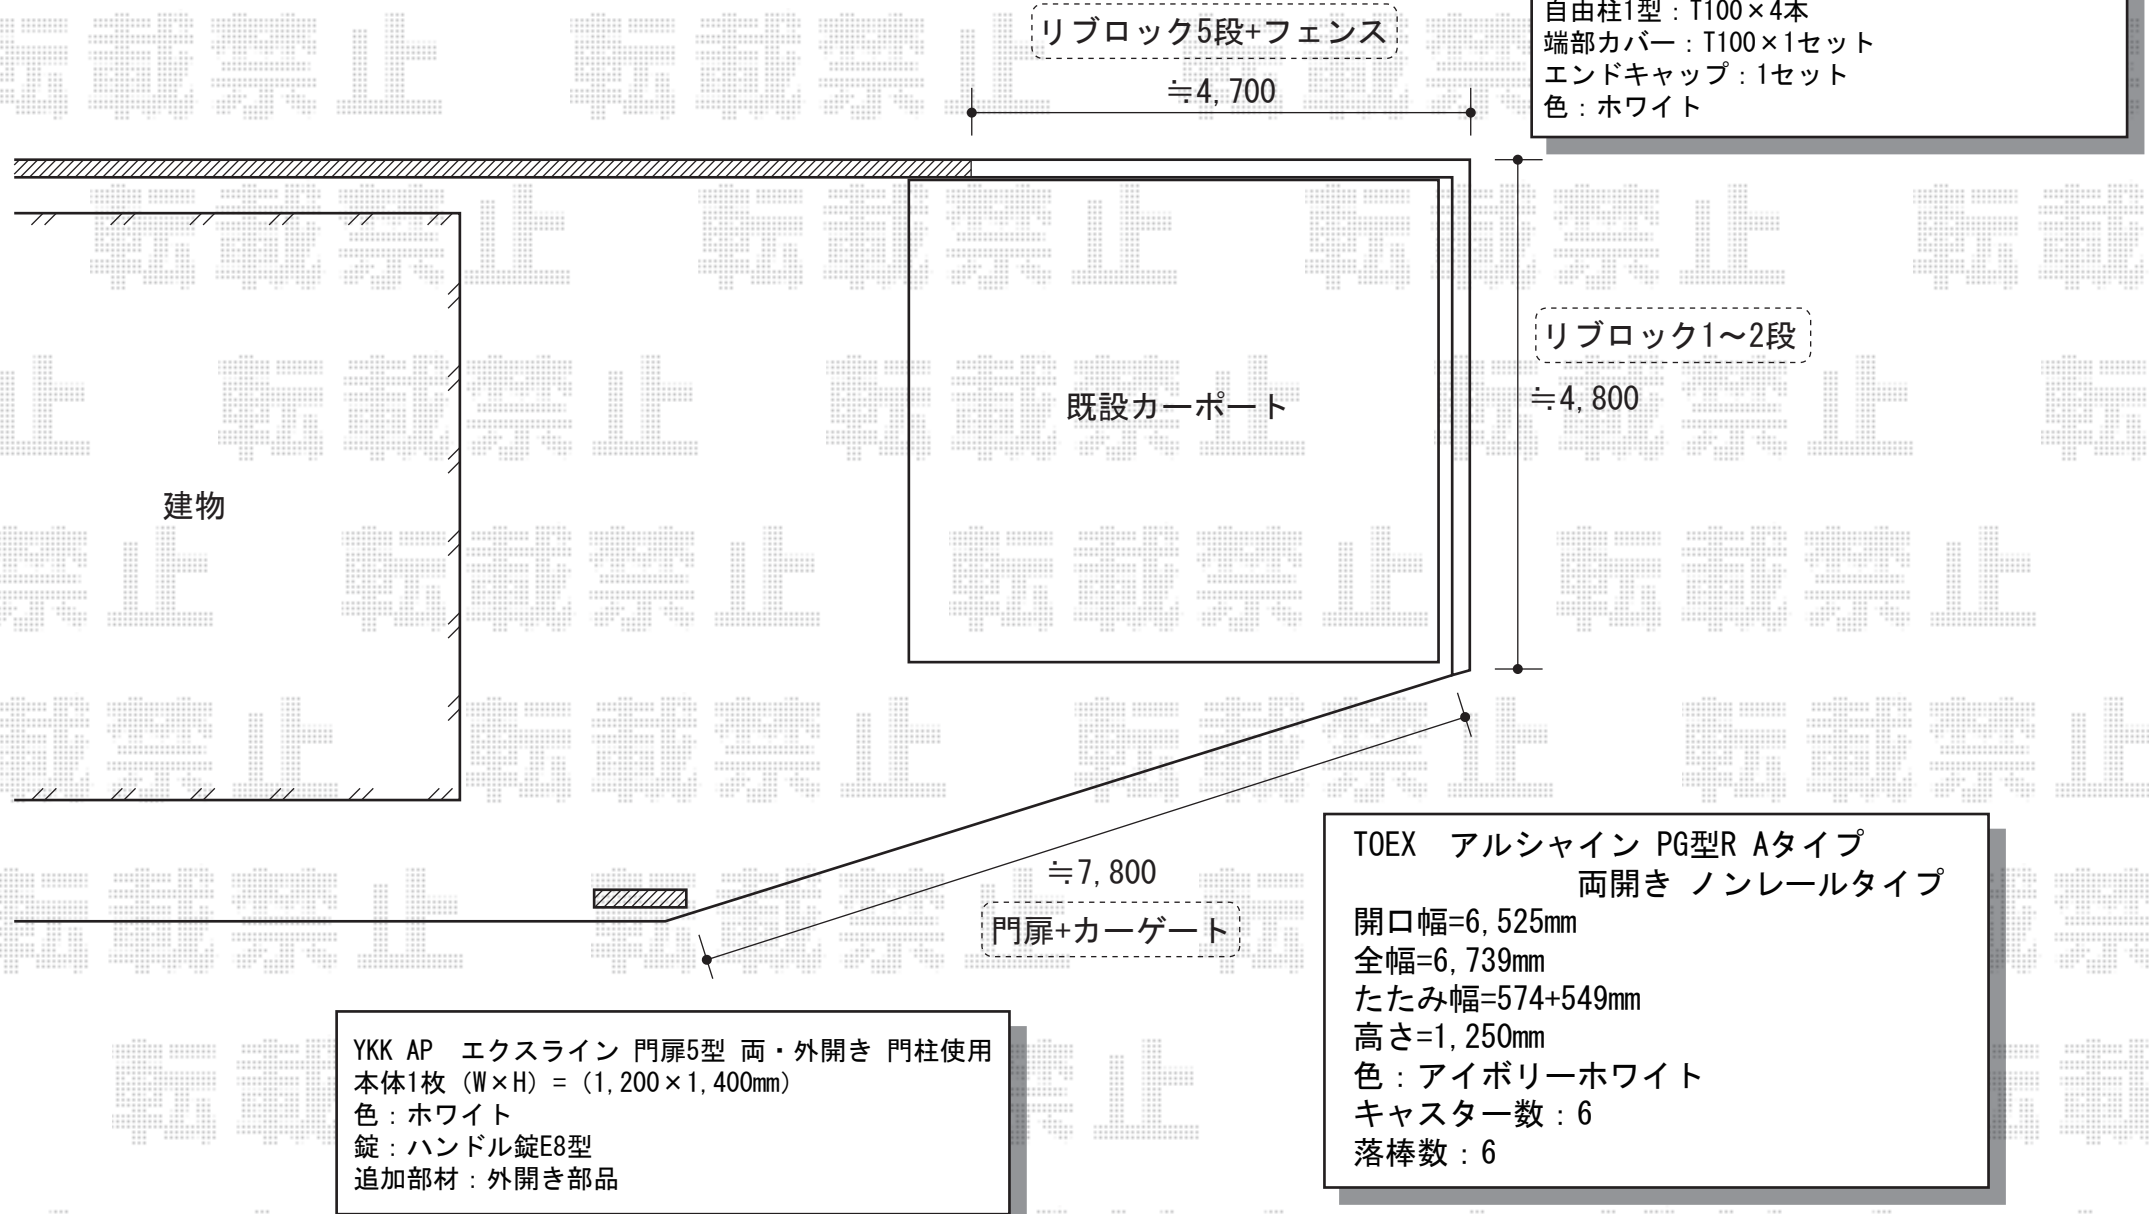 リブロック5段+フェンス
≒4,700
自由柱1型：T100×4本
端部カバー：T100×1セット
エンドキャップ：1セット
色：ホワイト
リブロック1～2段
≒4,800
既設カーポート
建物
≒7,800
門扉+カーゲート
TOEX　アルシャイン PG型R Aタイプ
両開き ノンレールタイプ
開口幅=6,525mm
全幅=6,739mm
たたみ幅=574+549mm
高さ=1,250mm
色：アイボリーホワイト
キャスター数：6
落棒数：6
YKK AP　エクスライン 門扉5型 両・外開き 門柱使用
本体1枚（W×H）=（1,200×1,400mm）
色：ホワイト
錠：ハンドル錠E8型
追加部材：外開き部品
転載禁止